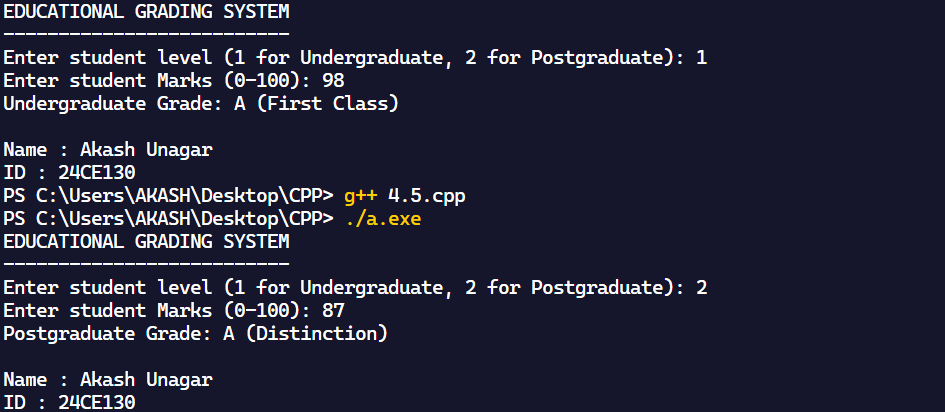 EDUCATIONAL GRADING SYSTEM
--------------------------
Enter student level (1 for Undergraduate, 2 for Postgraduate): 1
Enter student Marks (0-100): 98
Undergraduate Grade: A (First Class)

Name : Akash Unagar
ID : 24CE130
PS C:\Users\AKASH\Desktop\CPP> g++ 4.5.cpp
PS C:\Users\AKASH\Desktop\CPP> ./a.exe
EDUCATIONAL GRADING SYSTEM
--------------------------
Enter student level (1 for Undergraduate, 2 for Postgraduate): 2
Enter student Marks (0-100): 87
Postgraduate Grade: A (Distinction)

Name : Akash Unagar
ID : 24CE130